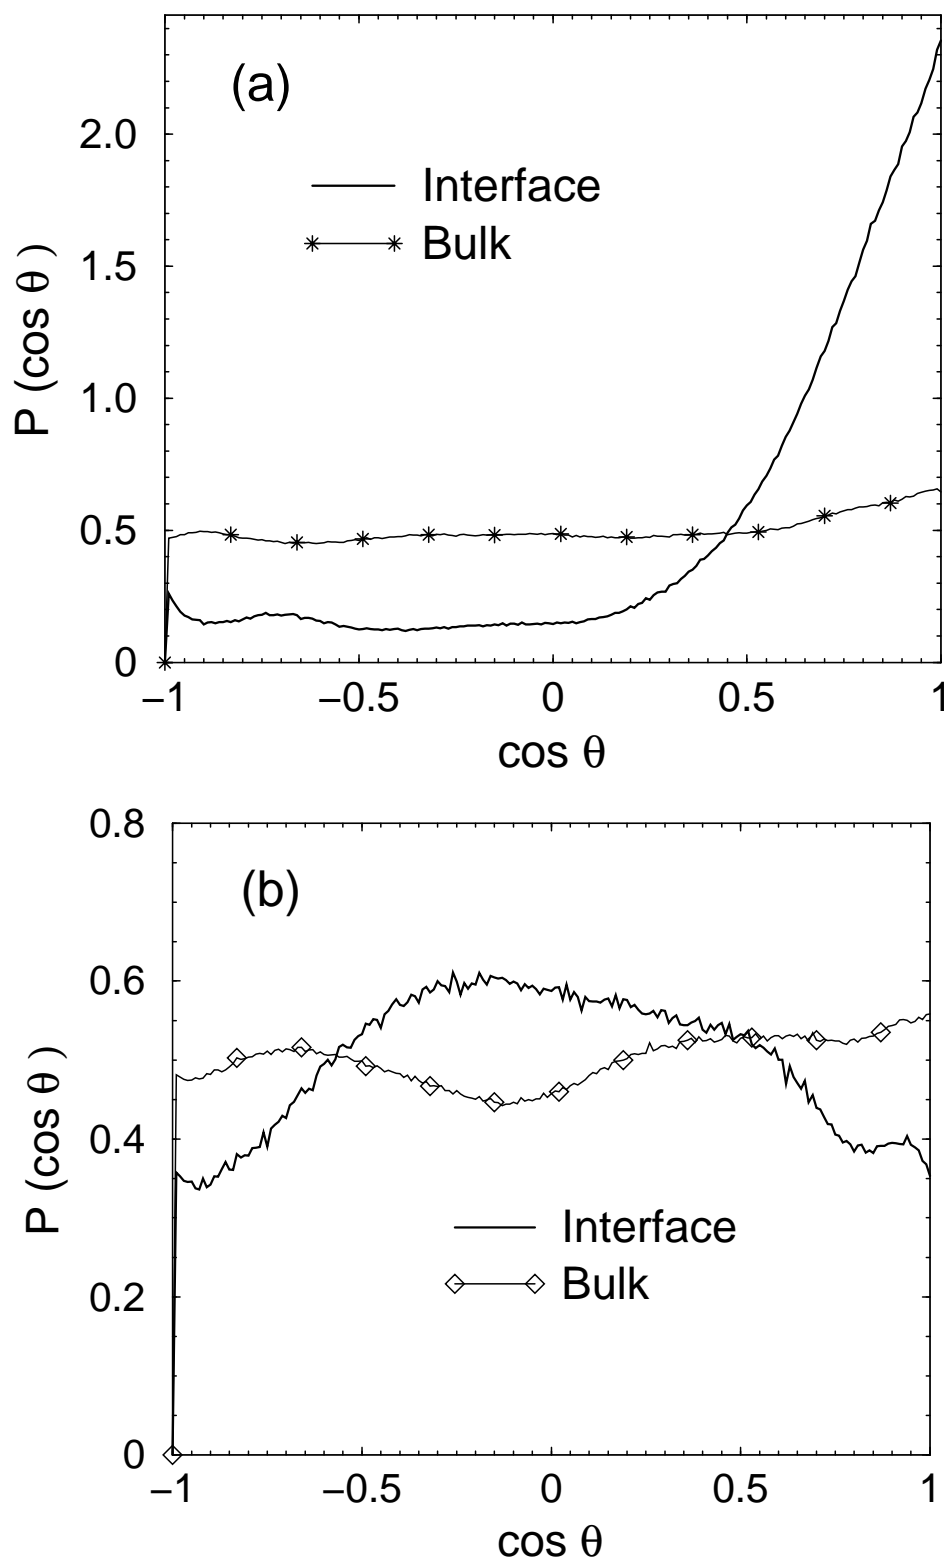 (a)
Interface
Bulk
P (cos θ )
2.0
1.5
1.0
0.5
0
−1 −0.5 0 0.5 1
cos θ
(b)
Interface
Bulk
P (cos θ )
0.8
0.6
0.4
0.2
0
−1 −0.5 0 0.5 1
cos θ